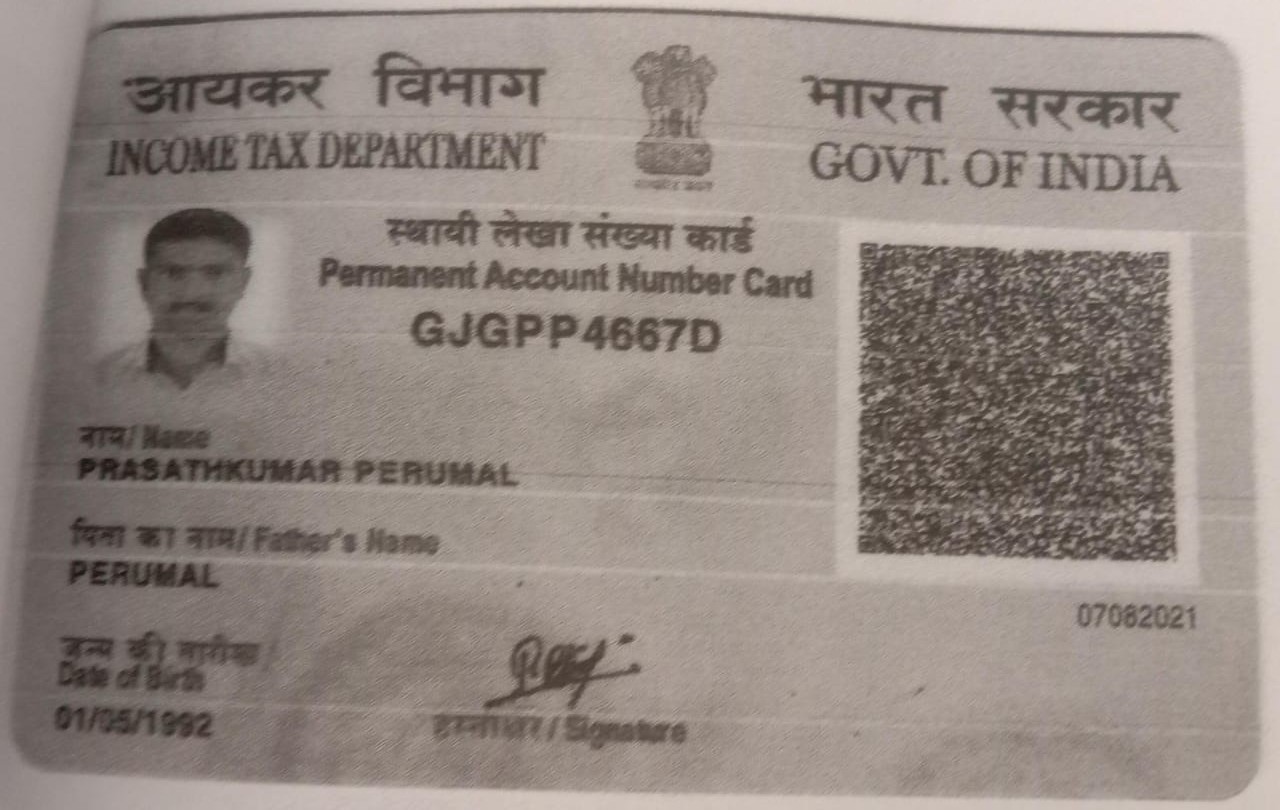 आयकर विभाग
INCOME TAX DEPARTMENT
भारत सरकार
GOVT. OF INDIA
स्थायी लेखा संख्या कार्ड
Permanent Account Number Card
GJGPP4667D
नाम/ Name
PRASATHKUMAR PERUMAL
पिता का नाम/ Father's Name
PERUMAL
07082021
जन्म की तारीख /
Date of Birth
01/05/1992
हस्ताक्षर / Signature